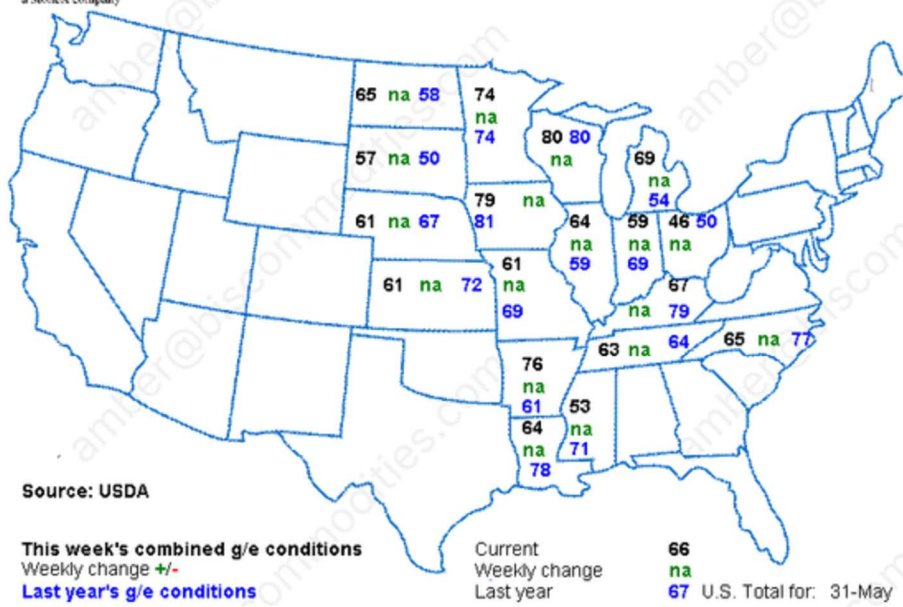 a StoneX company
65 na 58
74
na
74
80 80
na
69
na
54
57 na 50
79 na
81
61 na 67
64
na
59
59
na
69
46 50
na
61 na 72
61
na
69
67
na 79
63 na 64
65 na 77
76
na
61
53
na
71
64
na
78
Source: USDA
This week's combined g/e conditions
Weekly change +/-
Last year's g/e conditions
Current 66
Weekly change na
Last year 67 U.S. Total for: 31-May